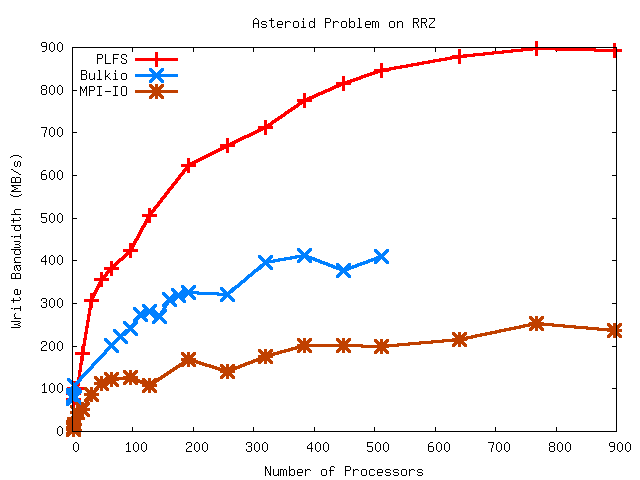 Asteroid Problem on RRZ
PLFS
Bulkio
MPI-IO
Write Bandwidth (MB/s)
900
800
700
600
500
400
300
200
100
0
0 100 200 300 400 500 600 700 800 900
Number of Processors